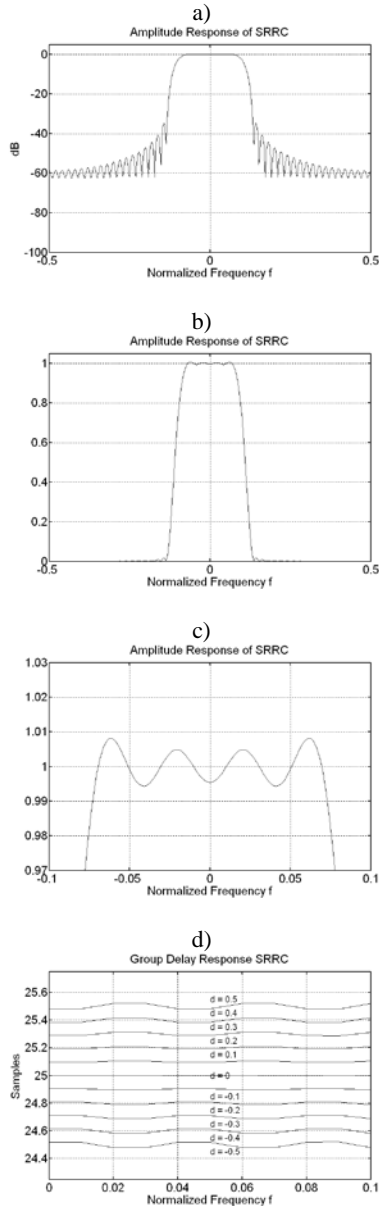 a)
Amplitude Response of SRRC
0
-20
-40
-60
-80
-100
dB
-0.5 0 0.5
Normalized Frequency f
b)
Amplitude Response of SRRC
1
0.8
0.6
0.4
0.2
0
-0.5 0 0.5
Normalized Frequency f
c)
Amplitude Response of SRRC
1.03
1.02
1.01
1
0.99
0.98
0.97
-0.1 -0.05 0 0.05 0.1
Normalized Frequency f
d)
Group Delay Response SRRC
25.6
25.4
25.2
25
24.8
24.6
24.4
Samples
d = 0.5
d = 0.4
d = 0.3
d = 0.2
d = 0.1
d = 0
d = -0.1
d = -0.2
d = -0.3
d = -0.4
d = -0.5
0 0.02 0.04 0.06 0.08 0.1
Normalized Frequency f